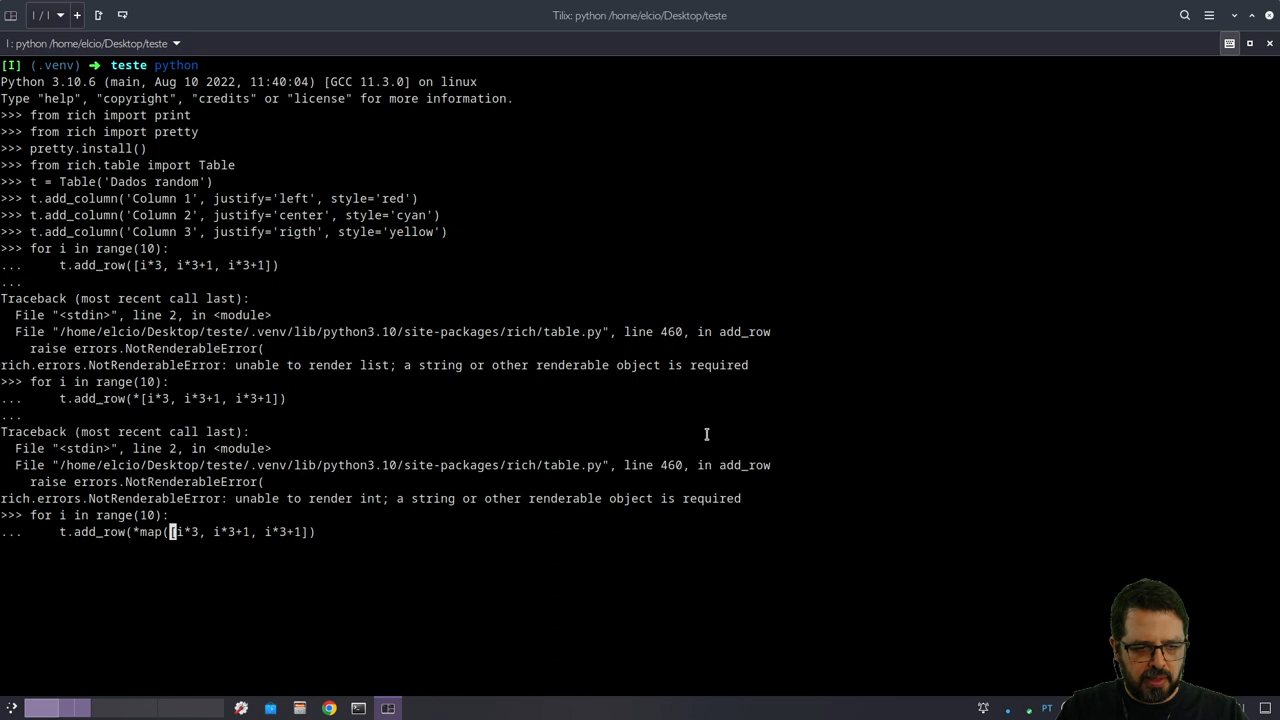 1 / 1
Tilix: python /home/elcio/Desktop/teste
1: python /home/elcio/Desktop/teste
[I] (.venv) ➜ teste python
Python 3.10.6 (main, Aug 10 2022, 11:40:04) [GCC 11.3.0] on linux
Type "help", "copyright", "credits" or "license" for more information.
>>> from rich import print
>>> from rich import pretty
>>> pretty.install()
>>> from rich.table import Table
>>> t = Table('Dados random')
>>> t.add_column('Column 1', justify='left', style='red')
>>> t.add_column('Column 2', justify='center', style='cyan')
>>> t.add_column('Column 3', justify='rigth', style='yellow')
>>> for i in range(10):
...     t.add_row([i*3, i*3+1, i*3+1])
...
Traceback (most recent call last):
  File "<stdin>", line 2, in <module>
  File "/home/elcio/Desktop/teste/.venv/lib/python3.10/site-packages/rich/table.py", line 460, in add_row
    raise errors.NotRenderableError(
rich.errors.NotRenderableError: unable to render list; a string or other renderable object is required
>>> for i in range(10):
...     t.add_row(*[i*3, i*3+1, i*3+1])
...
Traceback (most recent call last):
  File "<stdin>", line 2, in <module>
  File "/home/elcio/Desktop/teste/.venv/lib/python3.10/site-packages/rich/table.py", line 460, in add_row
    raise errors.NotRenderableError(
rich.errors.NotRenderableError: unable to render int; a string or other renderable object is required
>>> for i in range(10):
...     t.add_row(*map([i*3, i*3+1, i*3+1])
PT